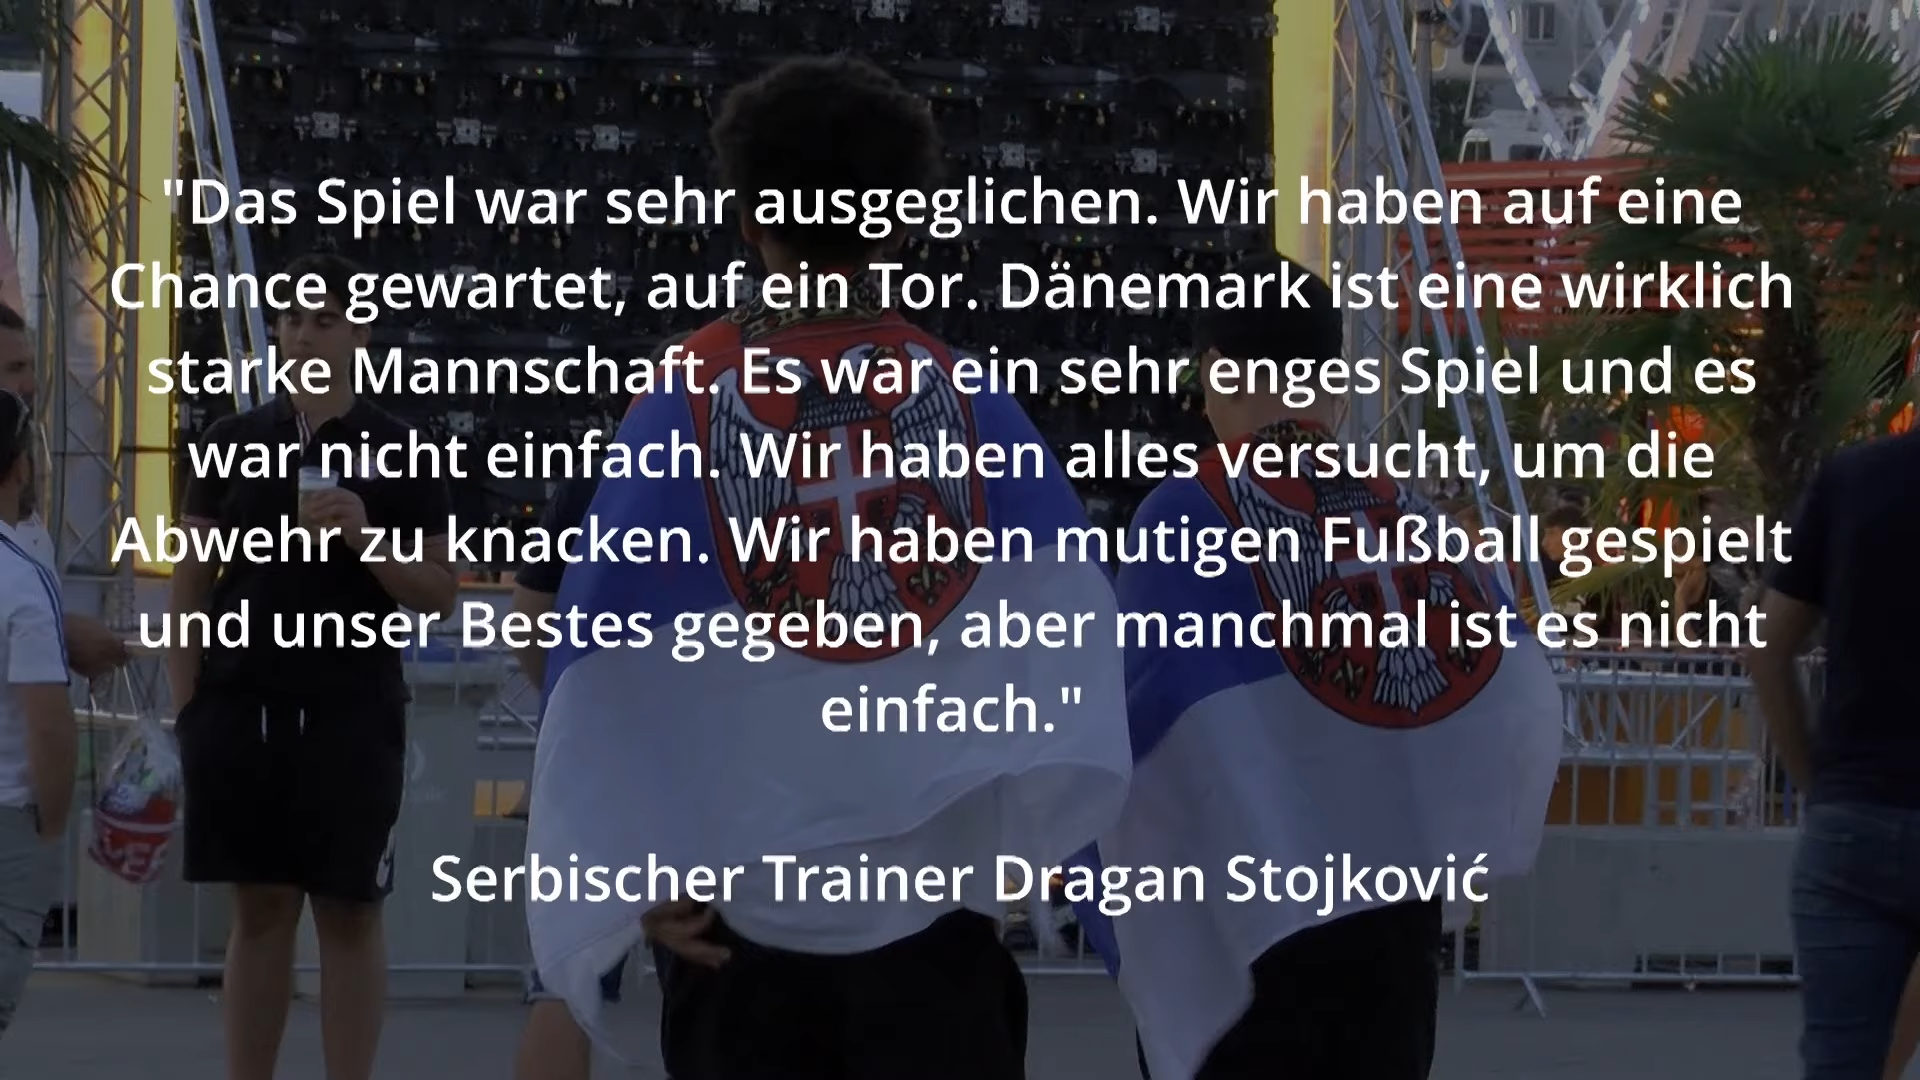 "Das Spiel war sehr ausgeglichen. Wir haben auf eine
Chance gewartet, auf ein Tor. Dänemark ist eine wirklich
starke Mannschaft. Es war ein sehr enges Spiel und es
war nicht einfach. Wir haben alles versucht, um die
Abwehr zu knacken. Wir haben mutigen Fußball gespielt
und unser Bestes gegeben, aber manchmal ist es nicht
einfach."
Serbischer Trainer Dragan Stojković